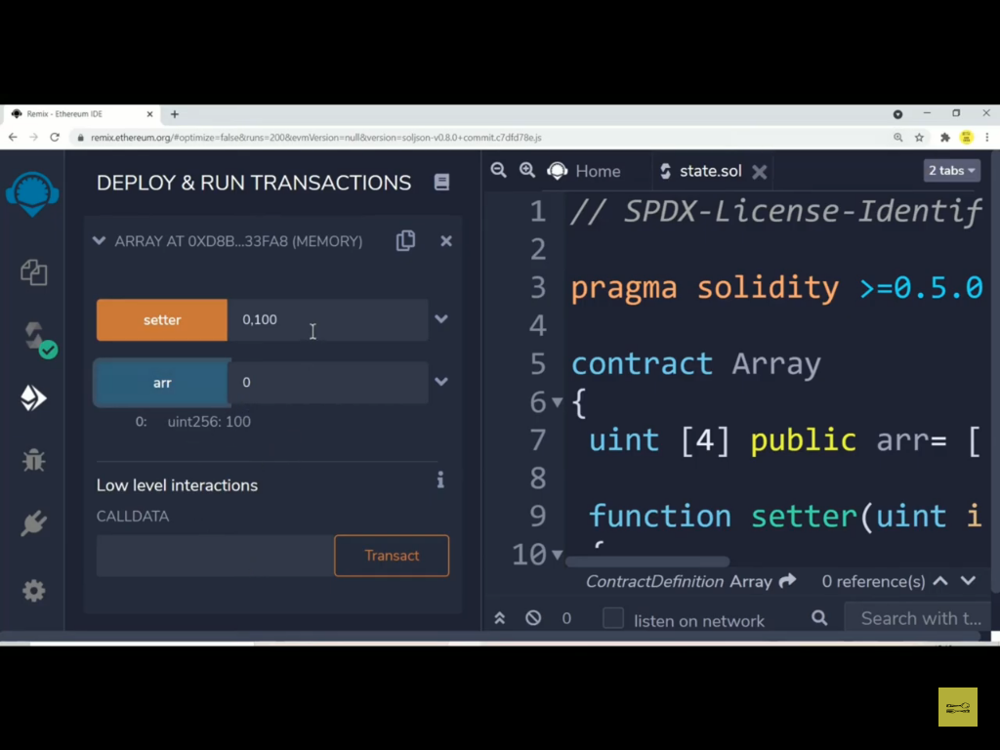 Remix - Ethereum IDE
remix.ethereum.org/#optimize=false&runs=200&evmVersion=null&version=soljson-v0.8.0+commit.c7dfd78e.js
DEPLOY & RUN TRANSACTIONS
ARRAY AT 0XD8B...33FA8 (MEMORY)
setter 0,100
arr 0
0: uint256: 100
Low level interactions
CALLDATA
Transact
Home
state.sol
2 tabs
1 // SPDX-License-Identif
2
3 pragma solidity >=0.5.0
4
5 contract Array
6 {
7 uint [4] public arr= [
8
9 function setter(uint i
10 {
ContractDefinition Array 0 reference(s)
0 listen on network Search with t...